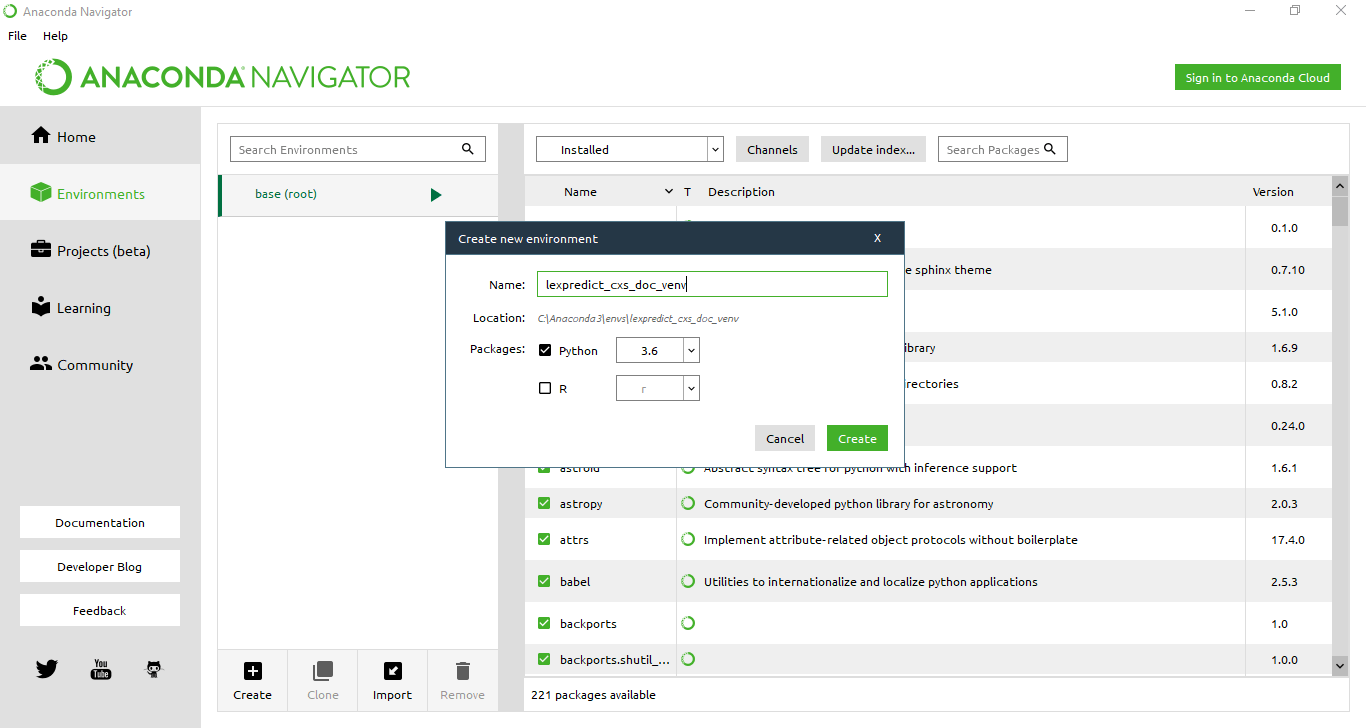 Anaconda Navigator
File Help
ANACONDA NAVIGATOR
Sign in to Anaconda Cloud
Home
Environments
Projects (beta)
Learning
Community
Documentation
Developer Blog
Feedback
You
Tube
Search Environments
base (root)
Create Clone Import Remove
Installed Channels Update index... Search Packages
Name T Description Version
0.1.0
sphinx theme 0.7.10
5.1.0
1.6.9
0.8.2
0.24.0
astroid Abstract syntax tree for python with inference support 1.6.1
astropy Community-developed python library for astronomy 2.0.3
attrs Implement attribute-related object protocols without boilerplate 17.4.0
babel Utilities to internationalize and localize python applications 2.5.3
backports 1.0
backports.shutil_... 1.0.0
221 packages available
Create new environment X
Name: lexpredict_cxs_doc_venv
Location: C:\Anaconda3\envs\lexpredict_cxs_doc_venv
Packages: Python 3.6
R r
Cancel Create